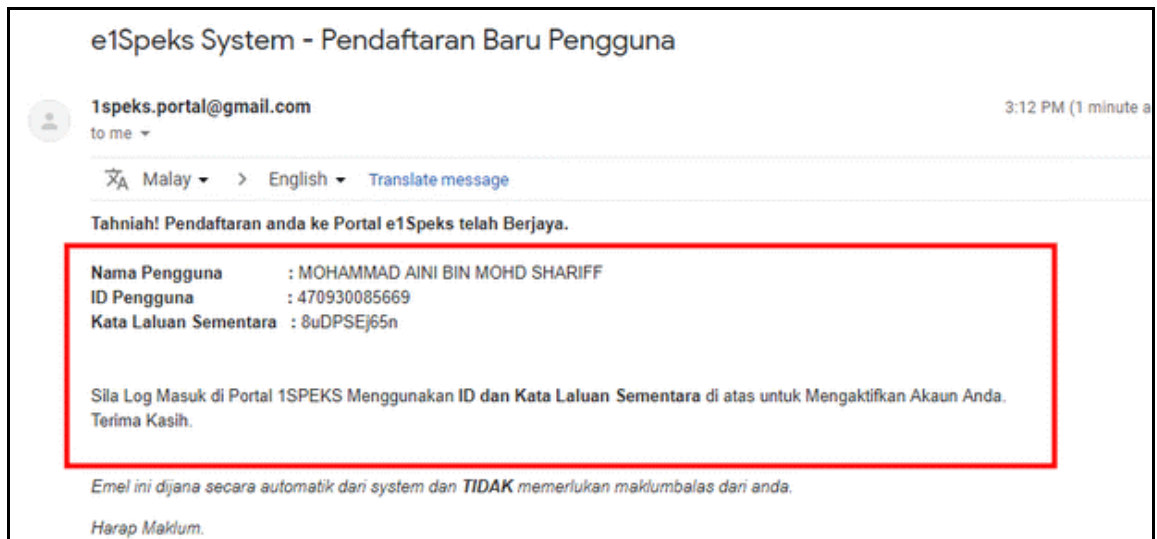 e1Speks System - Pendaftaran Baru Pengguna
1speks.portal@gmail.com
3:12 PM (1 minute a
to me
Malay > English Translate message
Tahniah! Pendaftaran anda ke Portal e1Speks telah Berjaya.
Nama Pengguna : MOHAMMAD AINI BIN MOHD SHARIFF
ID Pengguna : 470930085669
Kata Laluan Sementara : 8uDPSEj65n
Sila Log Masuk di Portal 1SPEKS Menggunakan ID dan Kata Laluan Sementara di atas untuk Mengaktifkan Akaun Anda.
Terima Kasih.
Emel ini dijana secara automatik dari system dan TIDAK memerlukan maklumbalas dari anda.
Harap Maklum.